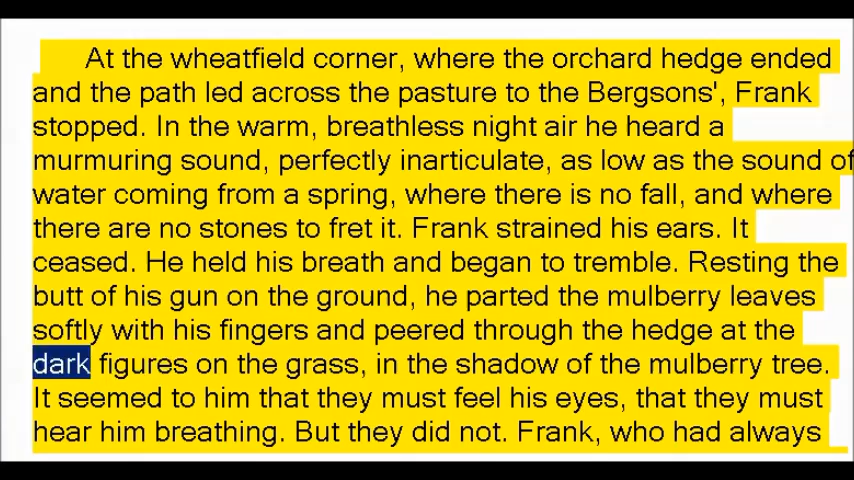 At the wheatfield corner, where the orchard hedge ended
and the path led across the pasture to the Bergsons', Frank
stopped. In the warm, breathless night air he heard a
murmuring sound, perfectly inarticulate, as low as the sound of
water coming from a spring, where there is no fall, and where
there are no stones to fret it. Frank strained his ears. It
ceased. He held his breath and began to tremble. Resting the
butt of his gun on the ground, he parted the mulberry leaves
softly with his fingers and peered through the hedge at the
dark figures on the grass, in the shadow of the mulberry tree.
It seemed to him that they must feel his eyes, that they must
hear him breathing. But they did not. Frank, who had always